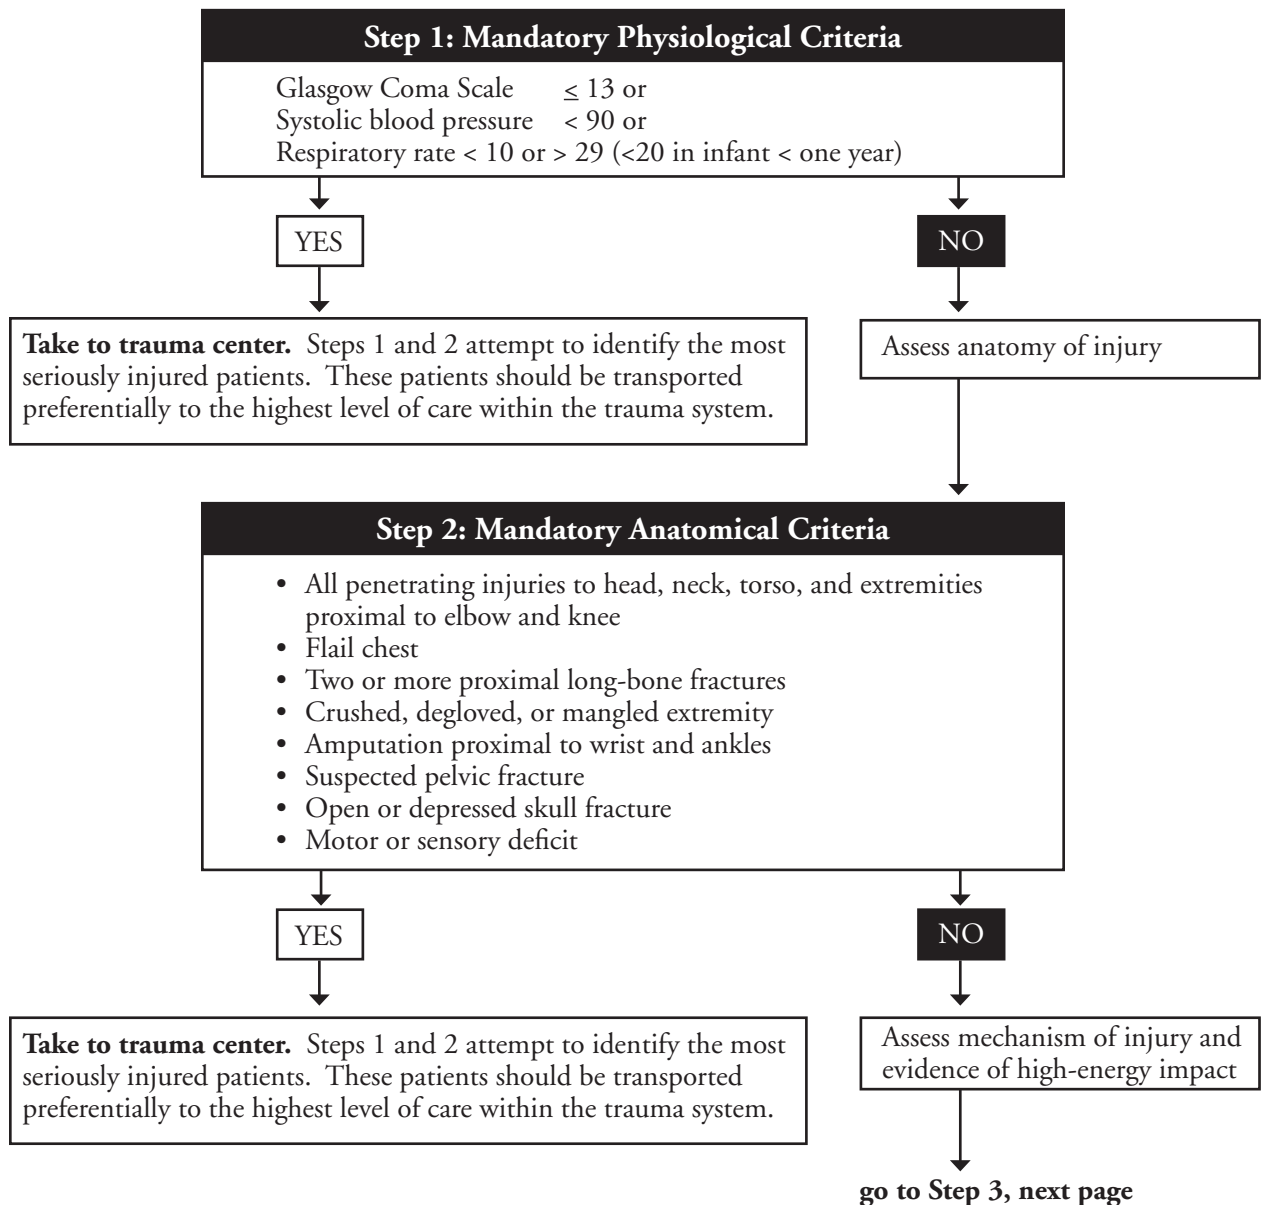 Step 1: Mandatory Physiological Criteria
Glasgow Coma Scale ≤ 13 or
Systolic blood pressure < 90 or
Respiratory rate < 10 or > 29 (<20 in infant < one year)
YES
NO
Take to trauma center. Steps 1 and 2 attempt to identify the most
seriously injured patients. These patients should be transported
preferentially to the highest level of care within the trauma system.
Assess anatomy of injury
Step 2: Mandatory Anatomical Criteria
• All penetrating injuries to head, neck, torso, and extremities
proximal to elbow and knee
• Flail chest
• Two or more proximal long-bone fractures
• Crushed, degloved, or mangled extremity
• Amputation proximal to wrist and ankles
• Suspected pelvic fracture
• Open or depressed skull fracture
• Motor or sensory deficit
YES
NO
Take to trauma center. Steps 1 and 2 attempt to identify the most
seriously injured patients. These patients should be transported
preferentially to the highest level of care within the trauma system.
Assess mechanism of injury and
evidence of high-energy impact
go to Step 3, next page